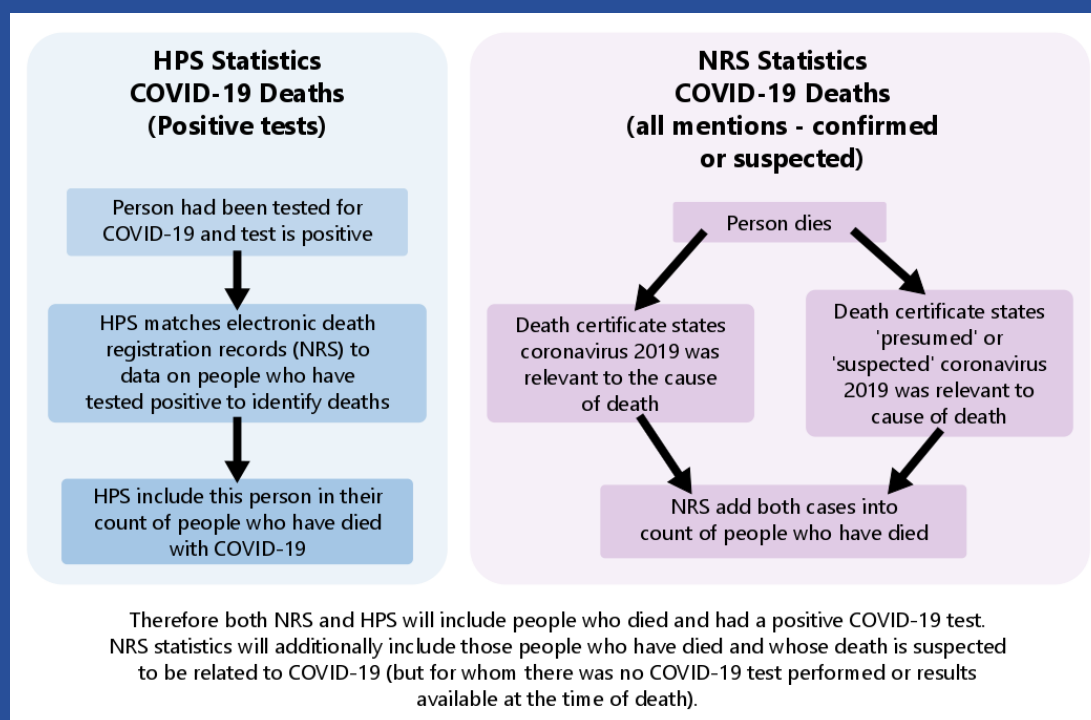 HPS Statistics
COVID-19 Deaths
(Positive tests)
Person had been tested for
COVID-19 and test is positive
HPS matches electronic death
registration records (NRS) to
data on people who have
tested positive to identify deaths
HPS include this person in their
count of people who have died
with COVID-19
NRS Statistics
COVID-19 Deaths
(all mentions - confirmed
or suspected)
Person dies
Death certificate states
coronavirus 2019 was
relevant to the cause
of death
Death certificate states
'presumed' or
'suspected' coronavirus
2019 was relevant to
cause of death
NRS add both cases into
count of people who have died
Therefore both NRS and HPS will include people who died and had a positive COVID-19 test.
NRS statistics will additionally include those people who have died and whose death is suspected
to be related to COVID-19 (but for whom there was no COVID-19 test performed or results
available at the time of death).